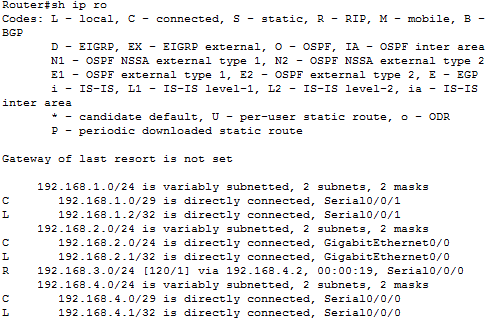 Router#sh ip ro
Codes: L - local, C - connected, S - static, R - RIP, M - mobile, B -
BGP
D - EIGRP, EX - EIGRP external, O - OSPF, IA - OSPF inter area
N1 - OSPF NSSA external type 1, N2 - OSPF NSSA external type 2
E1 - OSPF external type 1, E2 - OSPF external type 2, E - EGP
i - IS-IS, L1 - IS-IS level-1, L2 - IS-IS level-2, ia - IS-IS
inter area
* - candidate default, U - per-user static route, o - ODR
P - periodic downloaded static route
Gateway of last resort is not set
192.168.1.0/24 is variably subnetted, 2 subnets, 2 masks
C 192.168.1.0/29 is directly connected, Serial0/0/1
L 192.168.1.2/32 is directly connected, Serial0/0/1
192.168.2.0/24 is variably subnetted, 2 subnets, 2 masks
C 192.168.2.0/24 is directly connected, GigabitEthernet0/0
L 192.168.2.1/32 is directly connected, GigabitEthernet0/0
R 192.168.3.0/24 [120/1] via 192.168.4.2, 00:00:19, Serial0/0/0
192.168.4.0/24 is variably subnetted, 2 subnets, 2 masks
C 192.168.4.0/29 is directly connected, Serial0/0/0
L 192.168.4.1/32 is directly connected, Serial0/0/0